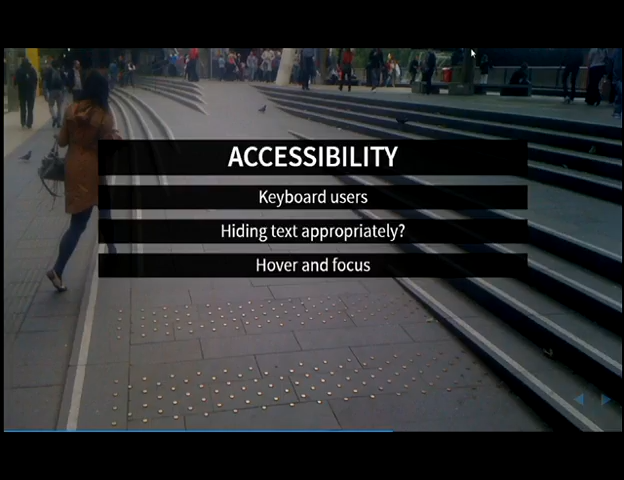 ACCESSIBILITY
Keyboard users
Hiding text appropriately?
Hover and focus